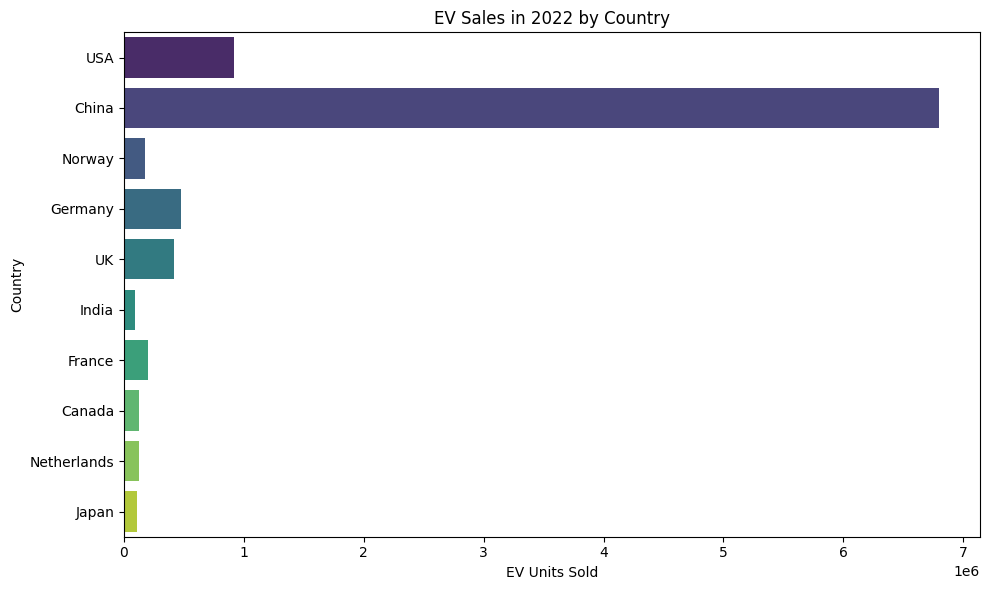 EV Sales in 2022 by Country
USA
China
Norway
Germany
UK
India
France
Canada
Netherlands
Japan
Country
0 1 2 3 4 5 6 7
1e6
EV Units Sold